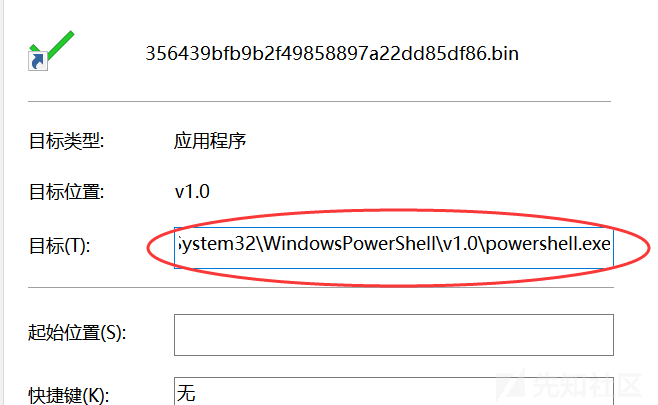 356439bfb9b2f49858897a22dd85df86.bin
目标类型: 应用程序
目标位置: v1.0
目标(T): System32\WindowsPowerShell\v1.0\powershell.exe
起始位置(S):
快捷键(K): 无
先知社区